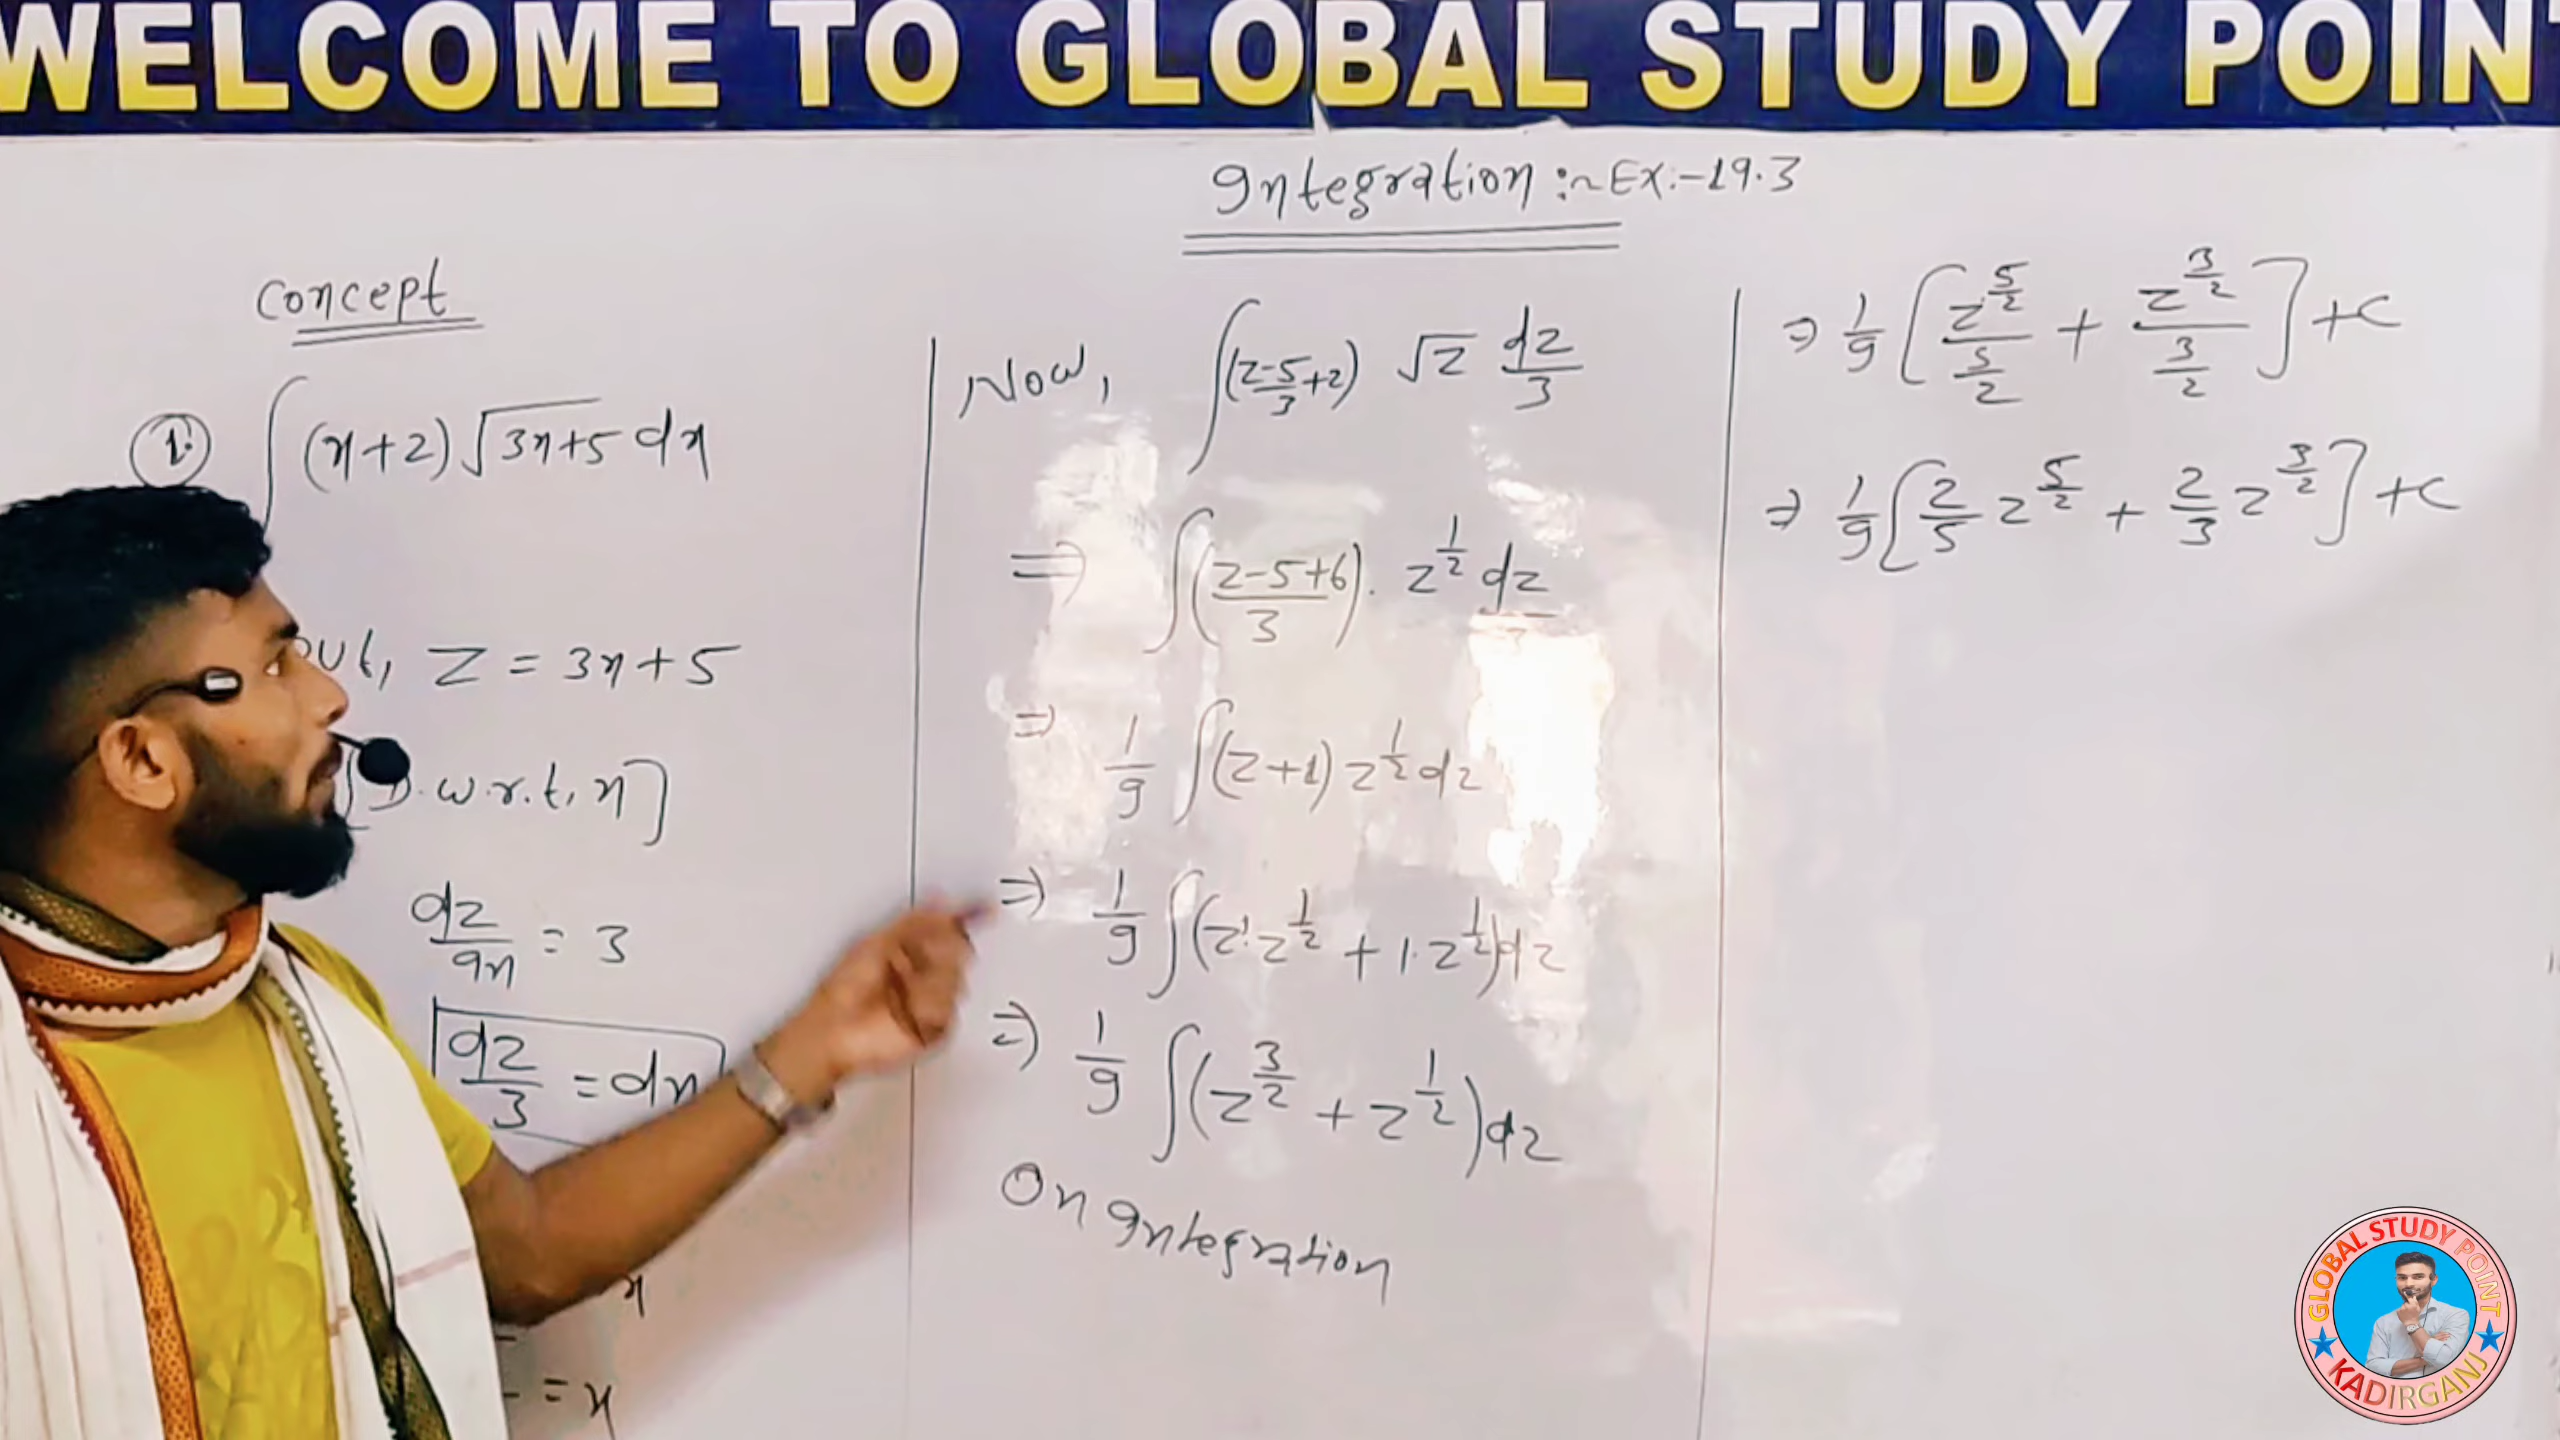 WELCOME TO GLOBAL STUDY POIN
Integration :~ Ex:-19.3
Concept
1. ∫(x+2)√3x+5 dx
Put, Z = 3x+5
[D.w.r.t, x]
dz/dx = 3
dz/3 = dx
x
= x
Now, ∫(z-5/3+2) √z dz/3
⇒ ∫(z-5+6/3). z^1/2 dz
⇒ 1/9 ∫(z+1) z^1/2 dz
⇒ 1/9 ∫(z¹.z^1/2 + 1.z^1/2)dz
⇒ 1/9 ∫(z^3/2 + z^1/2)dz
On Integration
⇒ 1/9 [z^5/2 / 5/2 + z^3/2 / 3/2] +C
⇒ 1/9 [2/5 z^5/2 + 2/3 z^3/2] +C
GLOBAL STUDY POINT
KADIRGANJ